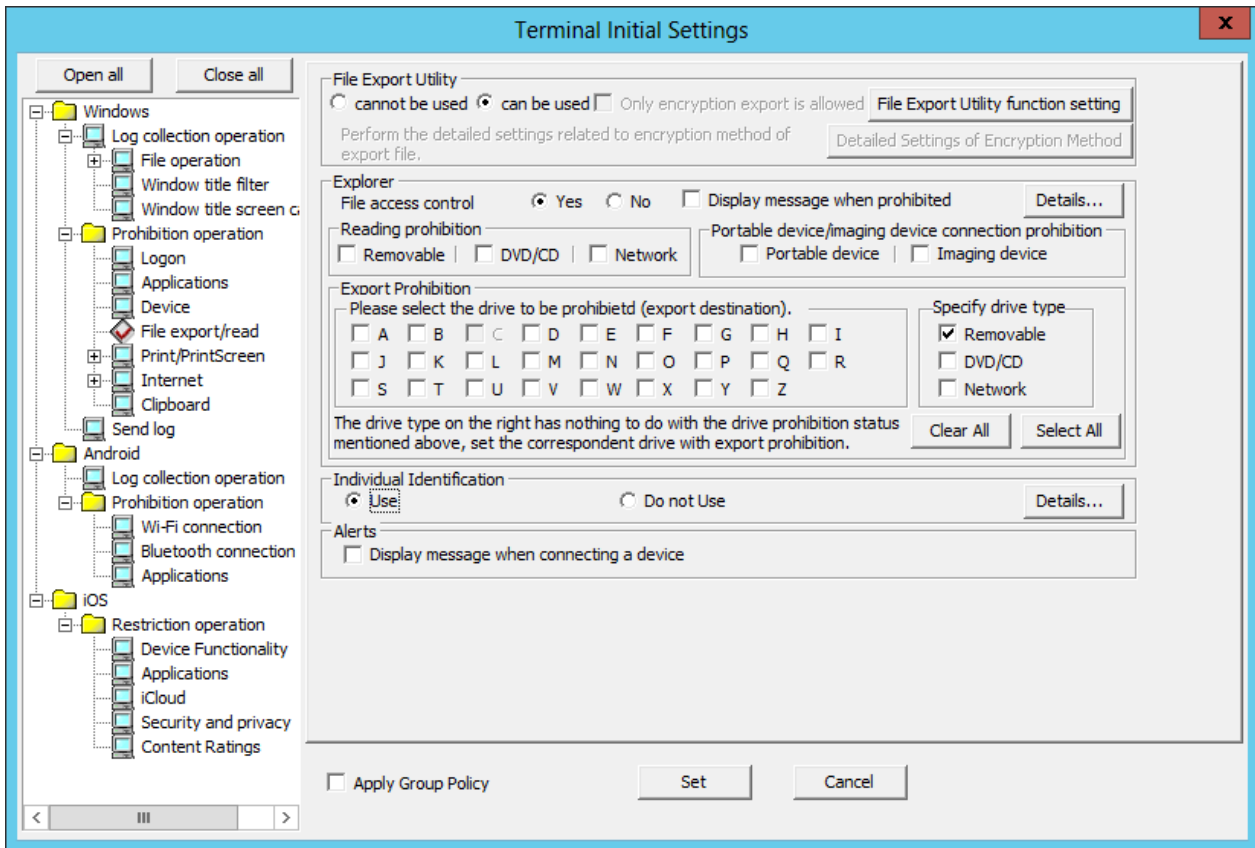 Terminal Initial Settings
x
Open all
Close all
Windows
Log collection operation
File operation
Window title filter
Window title screen ca
Prohibition operation
Logon
Applications
Device
File export/read
Print/PrintScreen
Internet
Clipboard
Send log
Android
Log collection operation
Prohibition operation
Wi-Fi connection
Bluetooth connection
Applications
iOS
Restriction operation
Device Functionality
Applications
iCloud
Security and privacy
Content Ratings
File Export Utility
cannot be used can be used Only encryption export is allowed File Export Utility function setting
Perform the detailed settings related to encryption method of
export file.
Detailed Settings of Encryption Method
Explorer
File access control Yes No Display message when prohibited Details...
Reading prohibition
Removable | DVD/CD | Network
Portable device/imaging device connection prohibition
Portable device | Imaging device
Export Prohibition
Please select the drive to be prohibietd (export destination).
A B C D E F G H I
J K L M N O P Q R
S T U V W X Y Z
Specify drive type
Removable
DVD/CD
Network
The drive type on the right has nothing to do with the drive prohibition status
mentioned above, set the correspondent drive with export prohibition.
Clear All
Select All
Individual Identification
Use Do not Use Details...
Alerts
Display message when connecting a device
Apply Group Policy
Set
Cancel